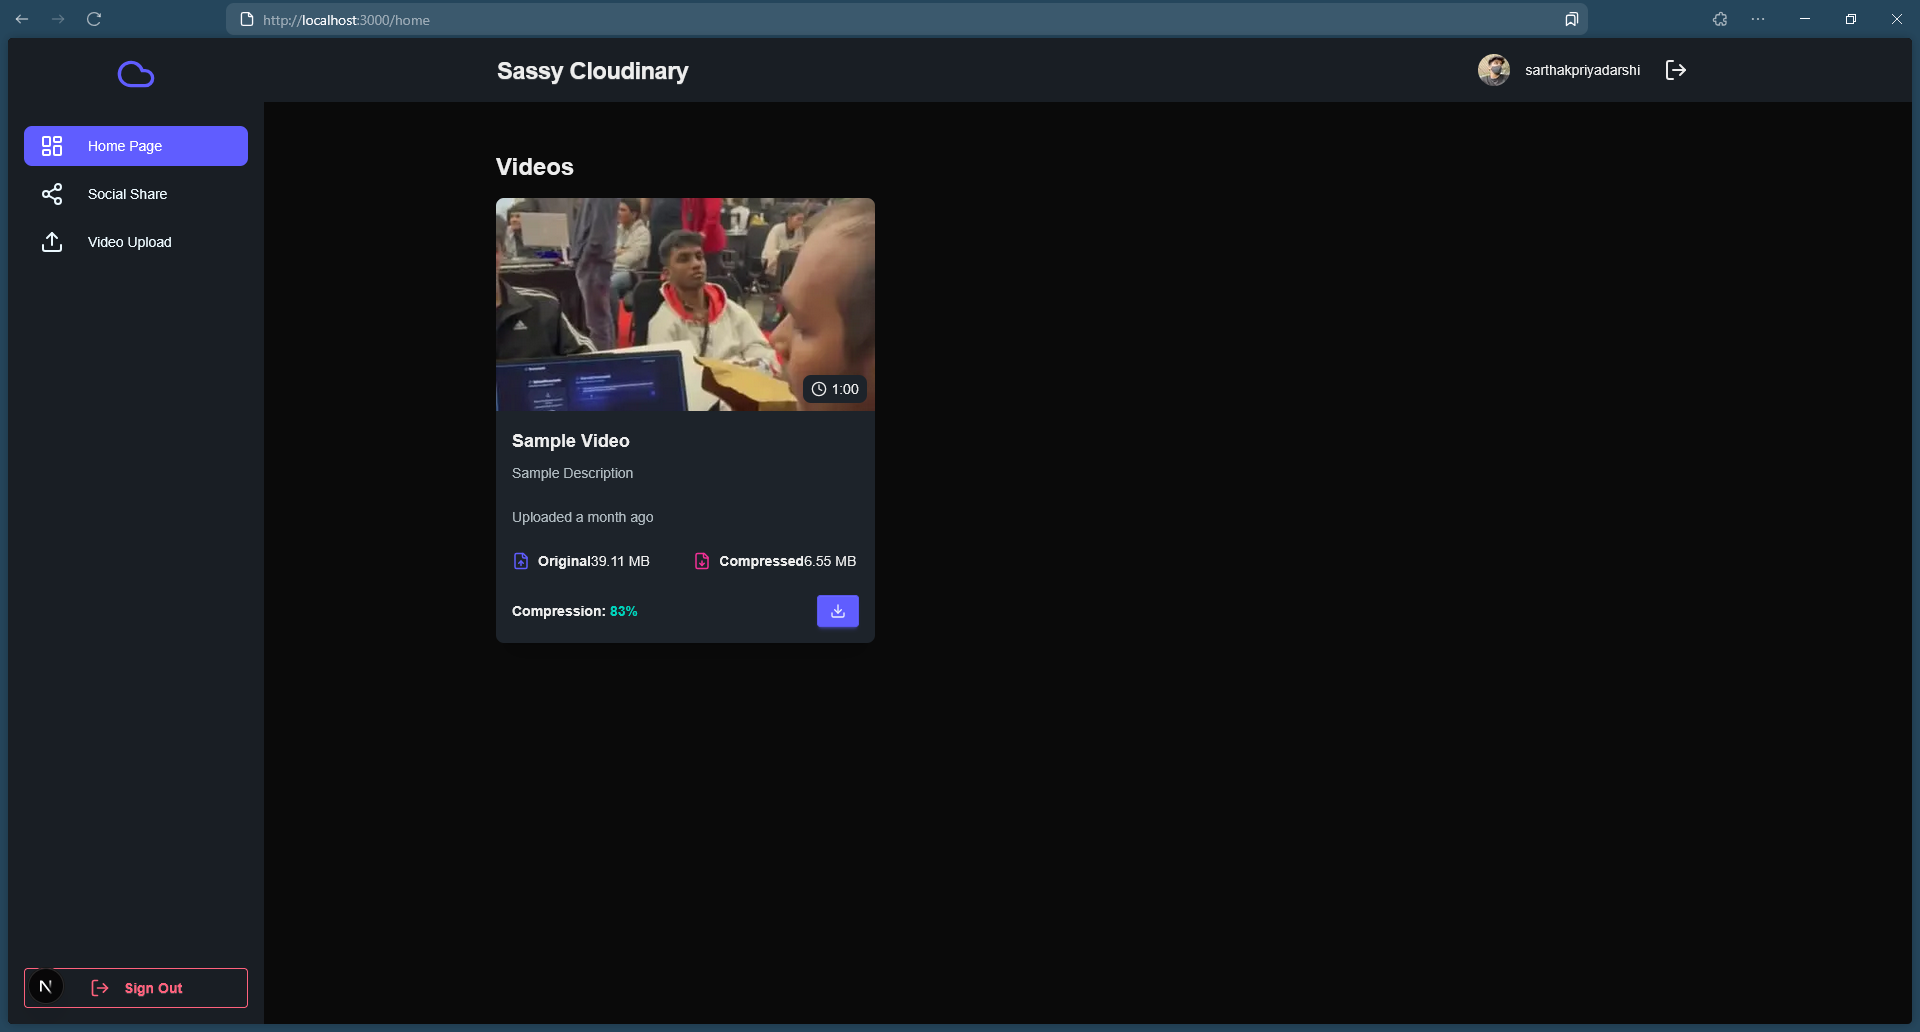 http://localhost:3000/home
Sassy Cloudinary
sarthakpriyadarshi
Home Page
Social Share
Video Upload
Videos
1:00
Sample Video
Sample Description
Uploaded a month ago
Original39.11 MB
Compressed6.55 MB
Compression: 83%
N
Sign Out